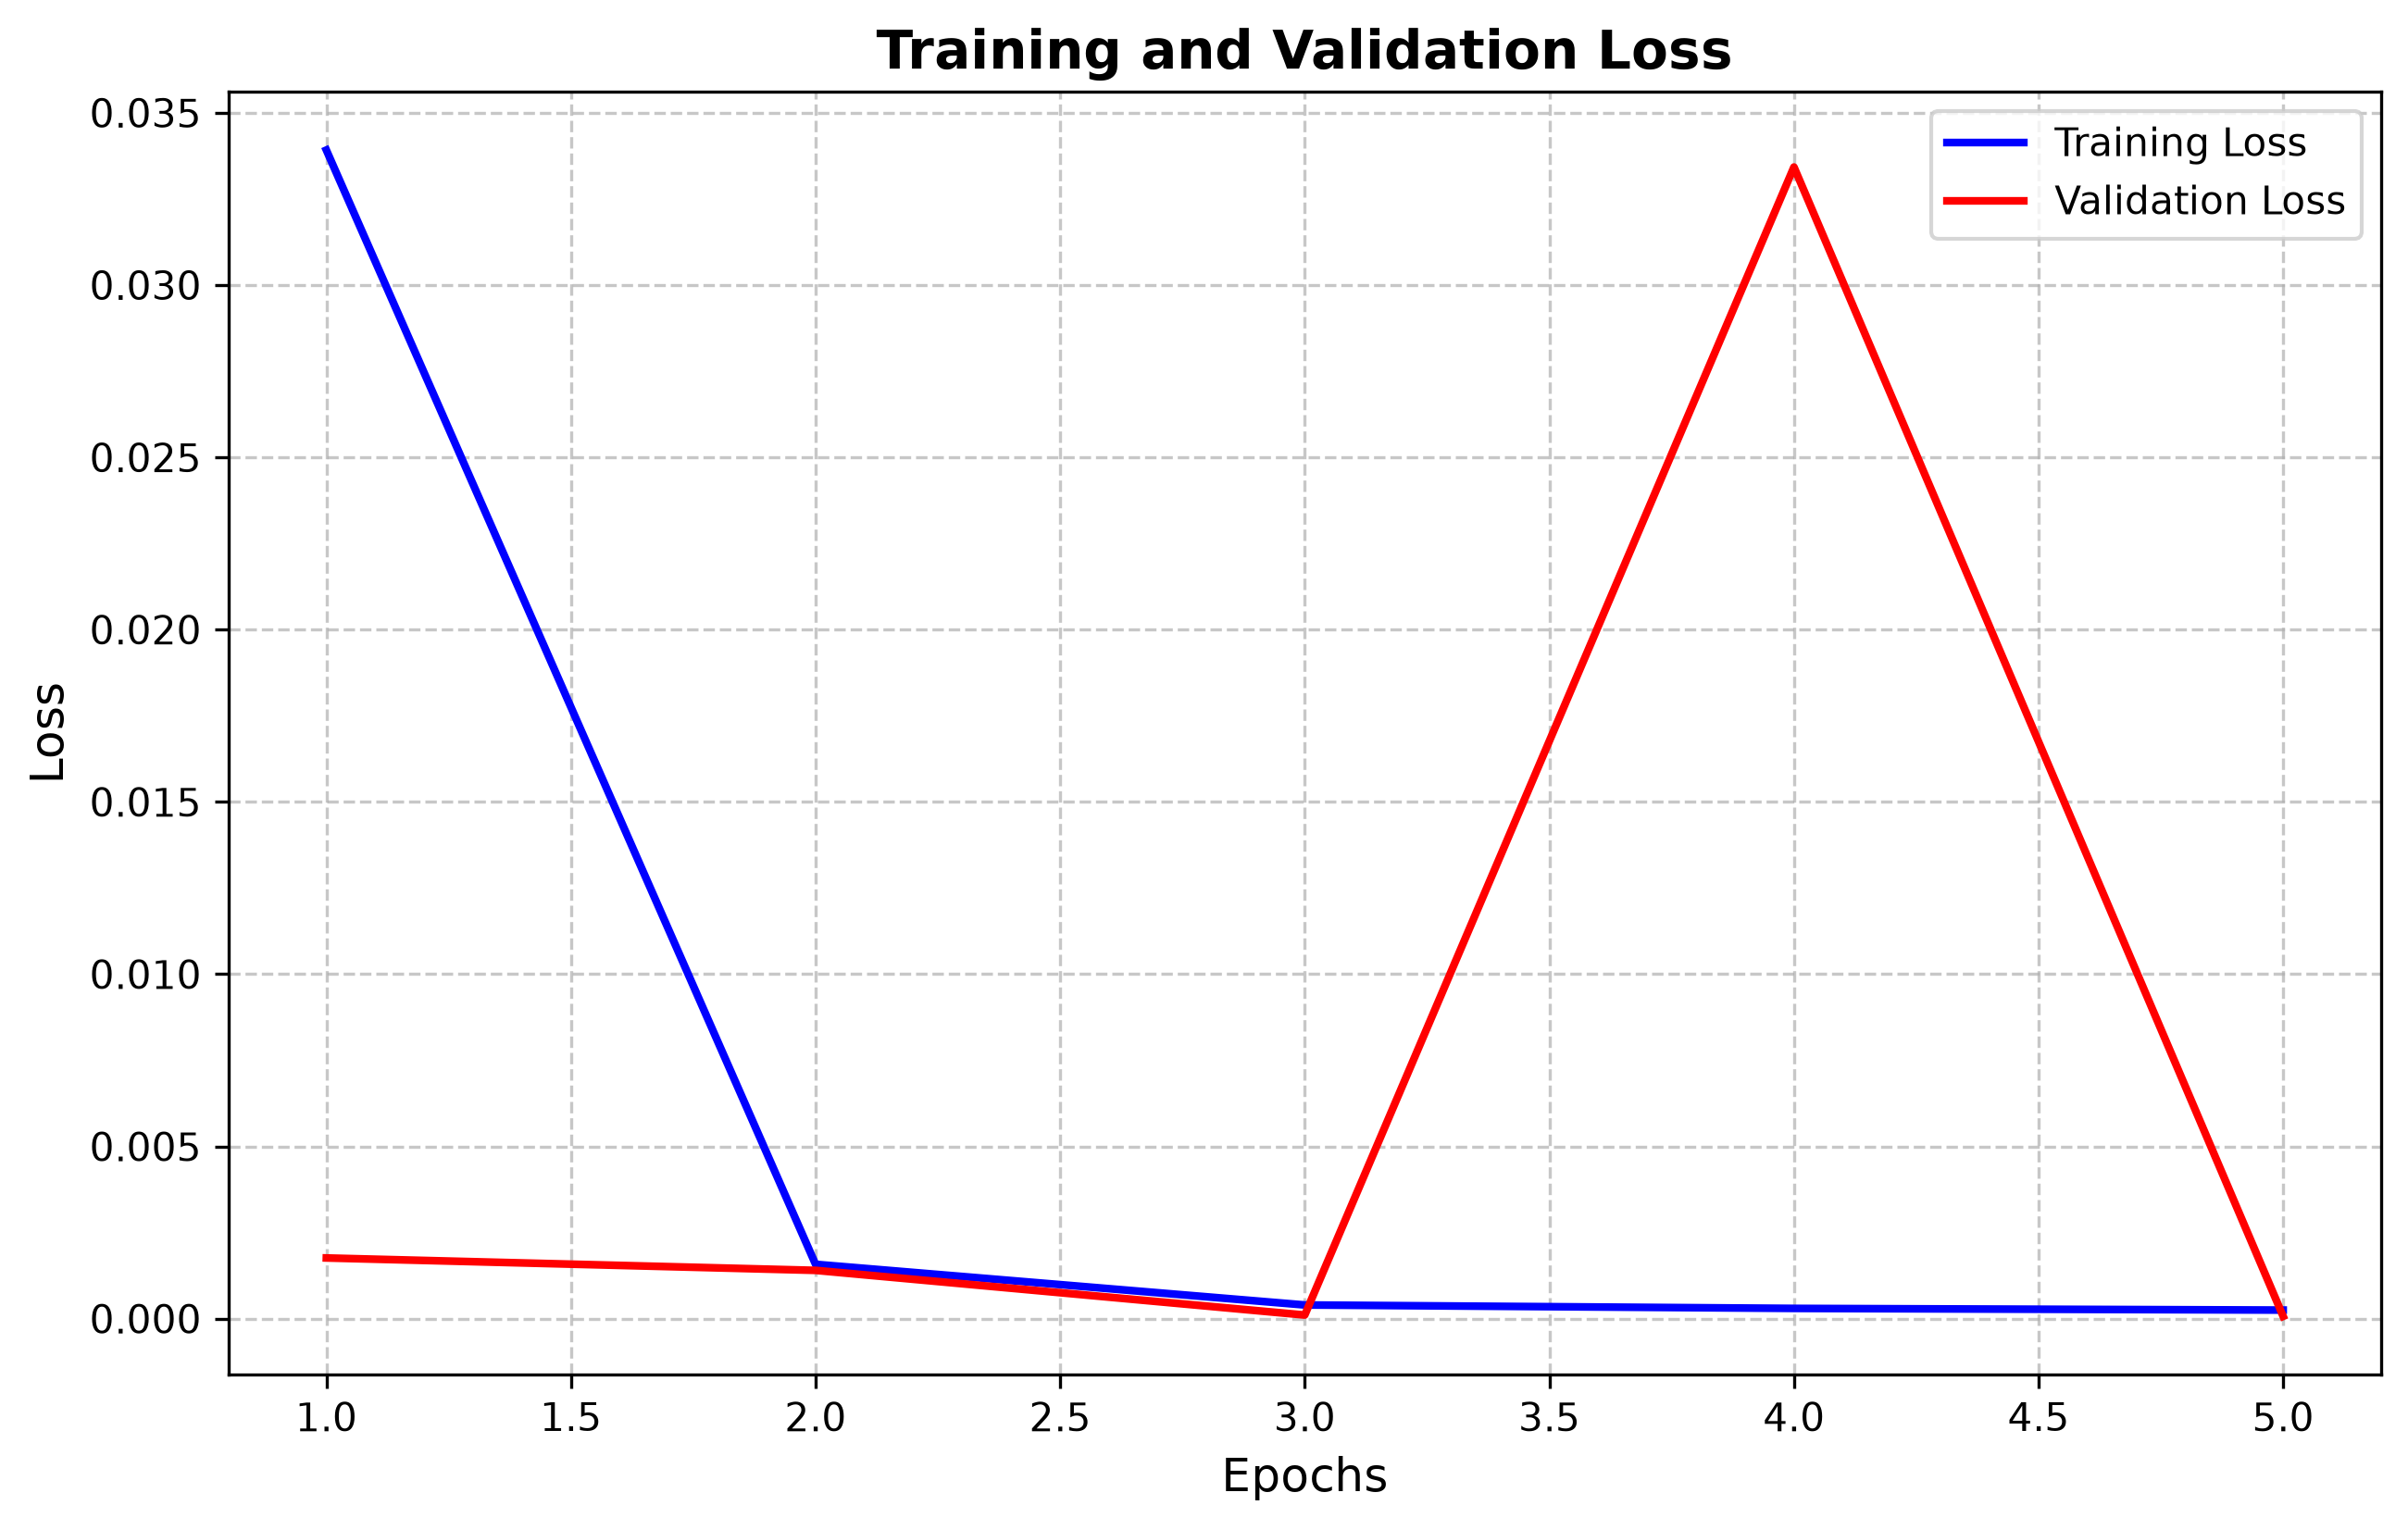 Training and Validation Loss
Training Loss
Validation Loss
0.035
0.030
0.025
0.020
0.015
0.010
0.005
0.000
Loss
1.0 1.5 2.0 2.5 3.0 3.5 4.0 4.5 5.0
Epochs